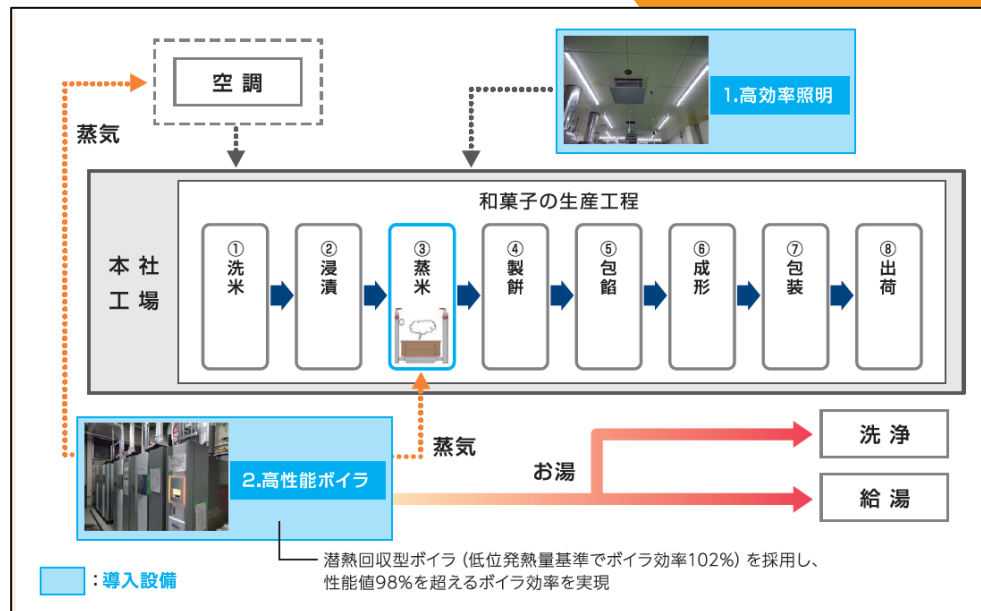 空調
蒸気
1.高効率照明
和菓子の生産工程
本社
工場
①洗米
②浸漬
③蒸米
④製餅
⑤包餡
⑥成形
⑦包装
⑧出荷
2.高性能ボイラ
蒸気
お湯
洗浄
給湯
潜熱回収型ボイラ(低位発熱量基準でボイラ効率102%)を採用し、
性能値98%を超えるボイラ効率を実現
:導入設備